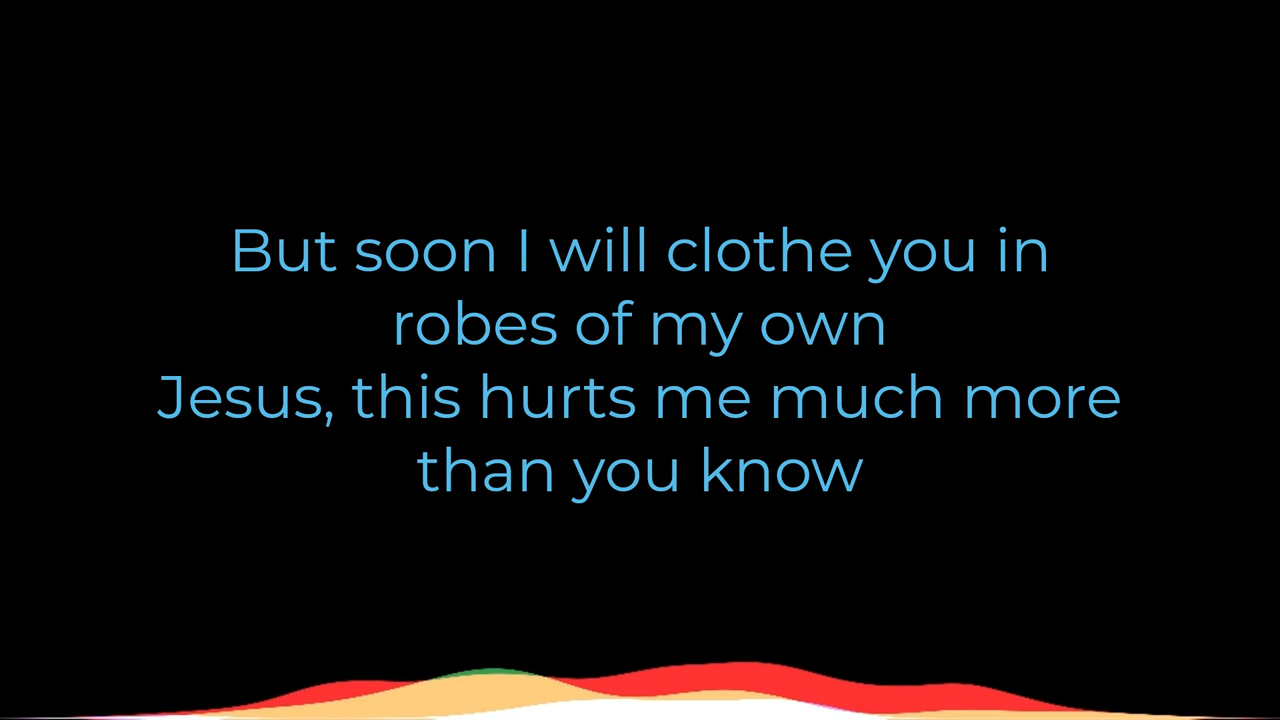 But soon I will clothe you in
robes of my own
Jesus, this hurts me much more
than you know